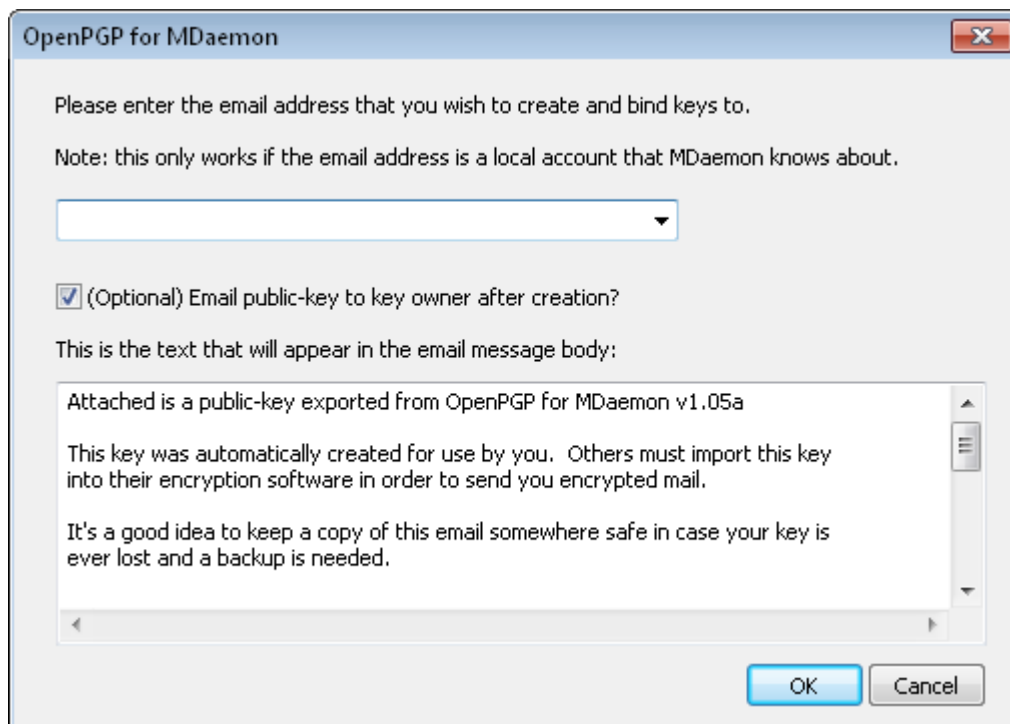 OpenPGP for MDaemon
Please enter the email address that you wish to create and bind keys to.
Note: this only works if the email address is a local account that MDaemon knows about.
(Optional) Email public-key to key owner after creation?
This is the text that will appear in the email message body:
Attached is a public-key exported from OpenPGP for MDaemon v1.05a
This key was automatically created for use by you.  Others must import this key
into their encryption software in order to send you encrypted mail.
It's a good idea to keep a copy of this email somewhere safe in case your key is
ever lost and a backup is needed.
OK
Cancel